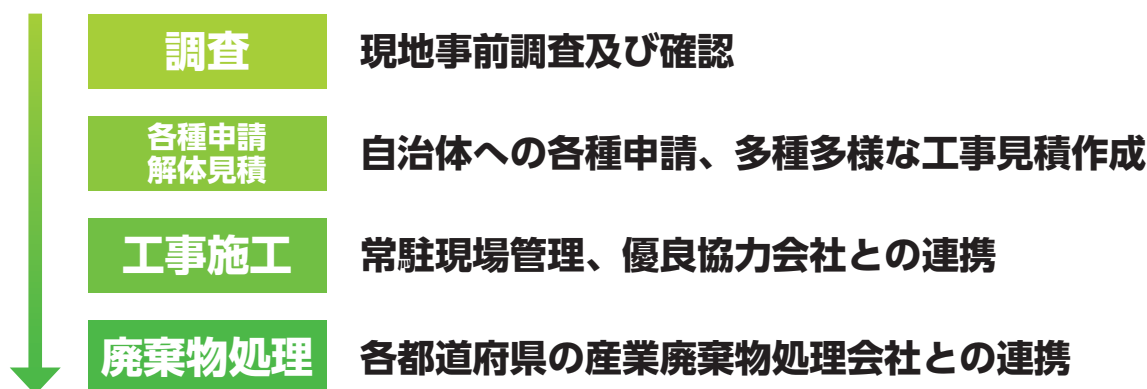 調査
現地事前調査及び確認
各種申請
解体見積
自治体への各種申請、多種多様な工事見積作成
工事施工
常駐現場管理、優良協力会社との連携
廃棄物処理
各都道府県の産業廃棄物処理会社との連携